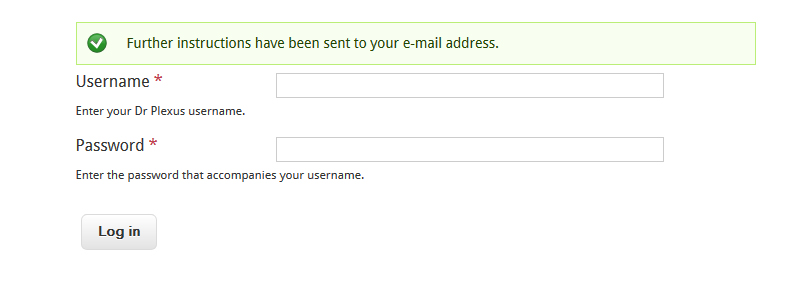 Further instructions have been sent to your e-mail address.
Username *
Enter your Dr Plexus username.
Password *
Enter the password that accompanies your username.
Log in